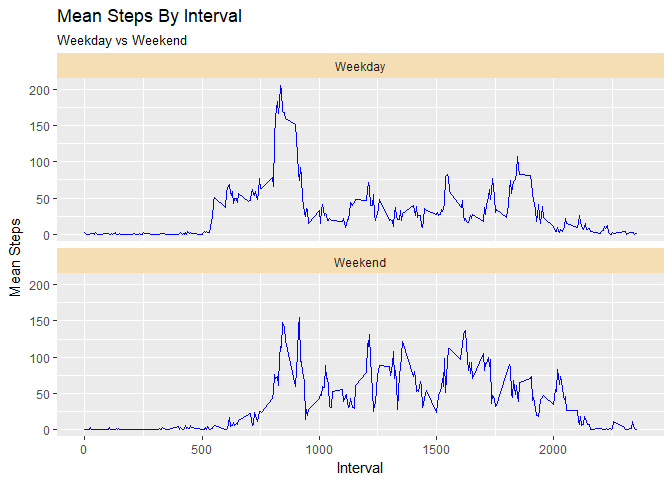 Mean Steps By Interval
Weekday vs Weekend
Weekday
200
150
100
50
0
Mean Steps
Weekend
200
150
100
50
0
0 500 1000 1500 2000
Interval